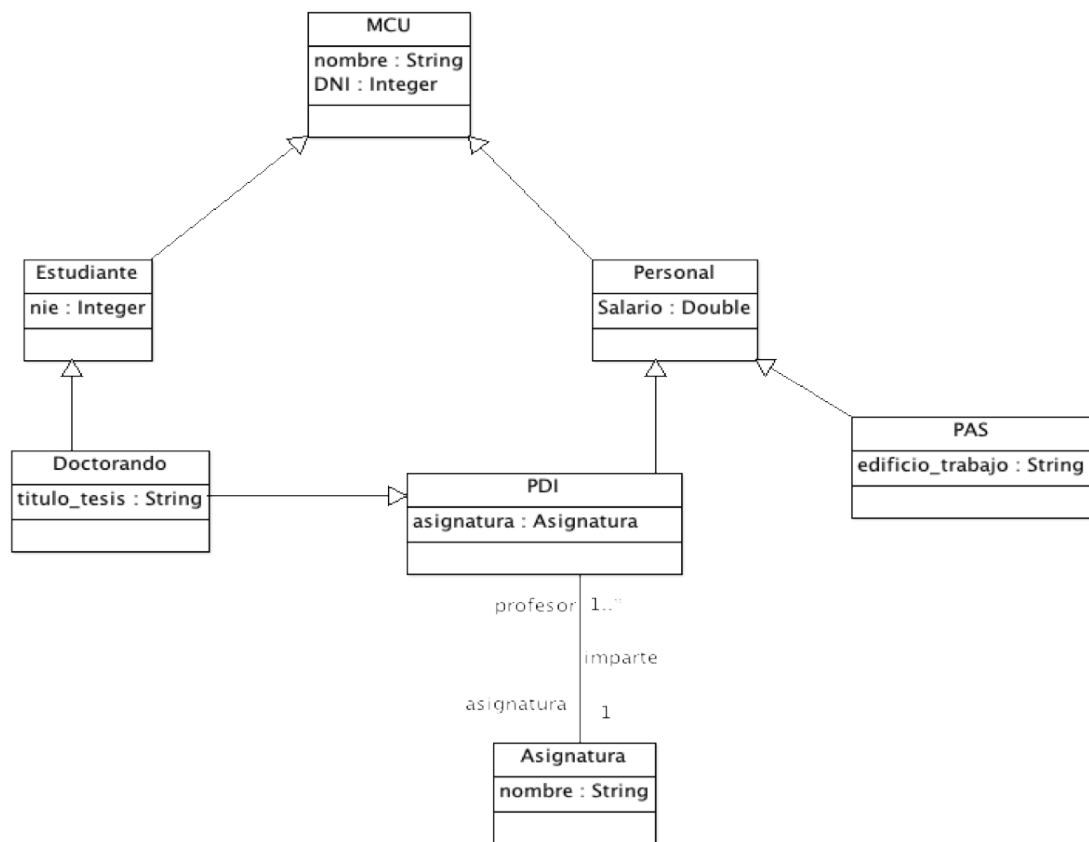 MCU
nombre : String
DNI : Integer
Estudiante
nie : Integer
Personal
Salario : Double
PAS
edificio_trabajo : String
Doctorando
titulo_tesis : String
PDI
asignatura : Asignatura
profesor 1..*
imparte
asignatura 1
Asignatura
nombre : String